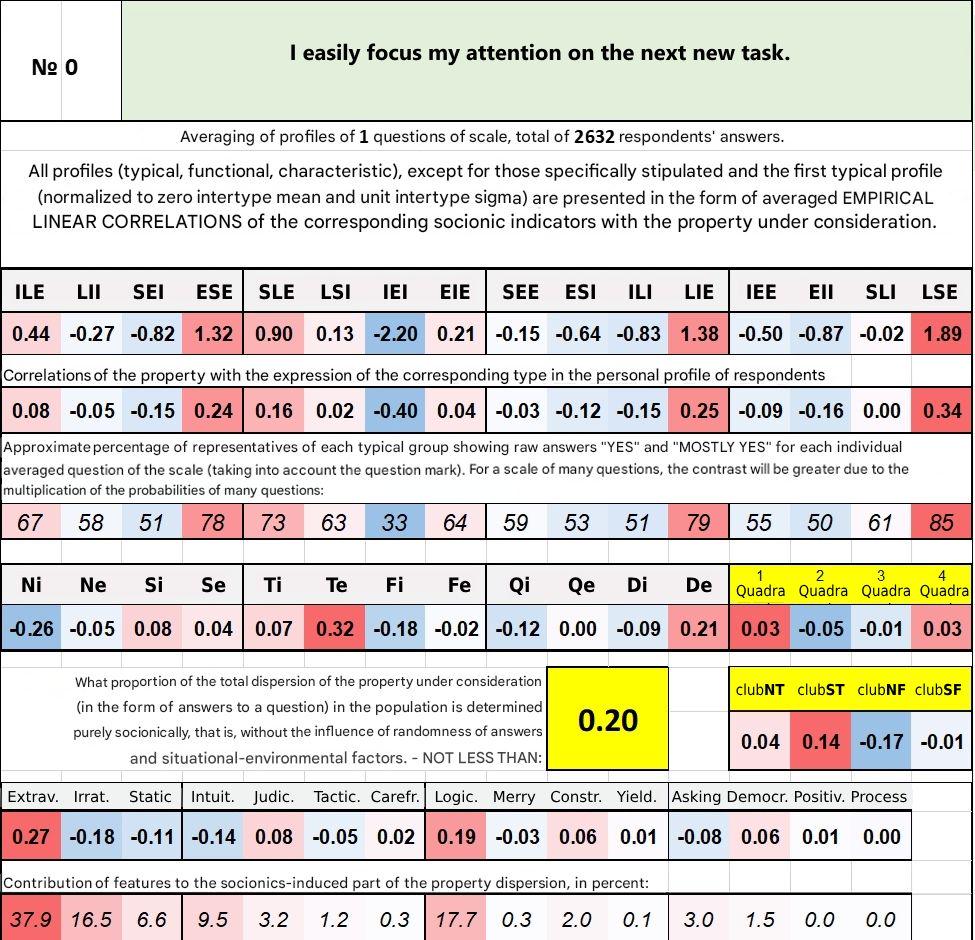 № 0
I easily focus my attention on the next new task.
Averaging of profiles of 1 questions of scale, total of 2632 respondents' answers.
All profiles (typical, functional, characteristic), except for those specifically stipulated and the first typical profile
(normalized to zero intertype mean and unit intertype sigma) are presented in the form of averaged EMPIRICAL
LINEAR CORRELATIONS of the corresponding socionic indicators with the property under consideration.
ILE LII SEI ESE SLE LSI IEI EIE SEE ESI ILI LIE IEE EII SLI LSE
0.44 -0.27 -0.82 1.32 0.90 0.13 -2.20 0.21 -0.15 -0.64 -0.83 1.38 -0.50 -0.87 -0.02 1.89
Correlations of the property with the expression of the corresponding type in the personal profile of respondents
0.08 -0.05 -0.15 0.24 0.16 0.02 -0.40 0.04 -0.03 -0.12 -0.15 0.25 -0.09 -0.16 0.00 0.34
Approximate percentage of representatives of each typical group showing raw answers "YES" and "MOSTLY YES" for each individual
averaged question of the scale (taking into account the question mark). For a scale of many questions, the contrast will be greater due to the
multiplication of the probabilities of many questions:
67 58 51 78 73 63 33 64 59 53 51 79 55 50 61 85
Ni Ne Si Se Ti Te Fi Fe Qi Qe Di De 1 Quadra 2 Quadra 3 Quadra 4 Quadra
-0.26 -0.05 0.08 0.04 0.07 0.32 -0.18 -0.02 -0.12 0.00 -0.09 0.21 0.03 -0.05 -0.01 0.03
What proportion of the total dispersion of the property under consideration
(in the form of answers to a question) in the population is determined
purely socionically, that is, without the influence of randomness of answers
and situational-environmental factors. - NOT LESS THAN:
0.20
clubNT clubST clubNF clubSF
0.04 0.14 -0.17 -0.01
Extrav. Irrat. Static Intuit. Judic. Tactic. Carefr. Logic. Merry Constr. Yield. Asking Democr. Positiv. Process
0.27 -0.18 -0.11 -0.14 0.08 -0.05 0.02 0.19 -0.03 0.06 0.01 -0.08 0.06 0.01 0.00
Contribution of features to the socionics-induced part of the property dispersion, in percent:
37.9 16.5 6.6 9.5 3.2 1.2 0.3 17.7 0.3 2.0 0.1 3.0 1.5 0.0 0.0